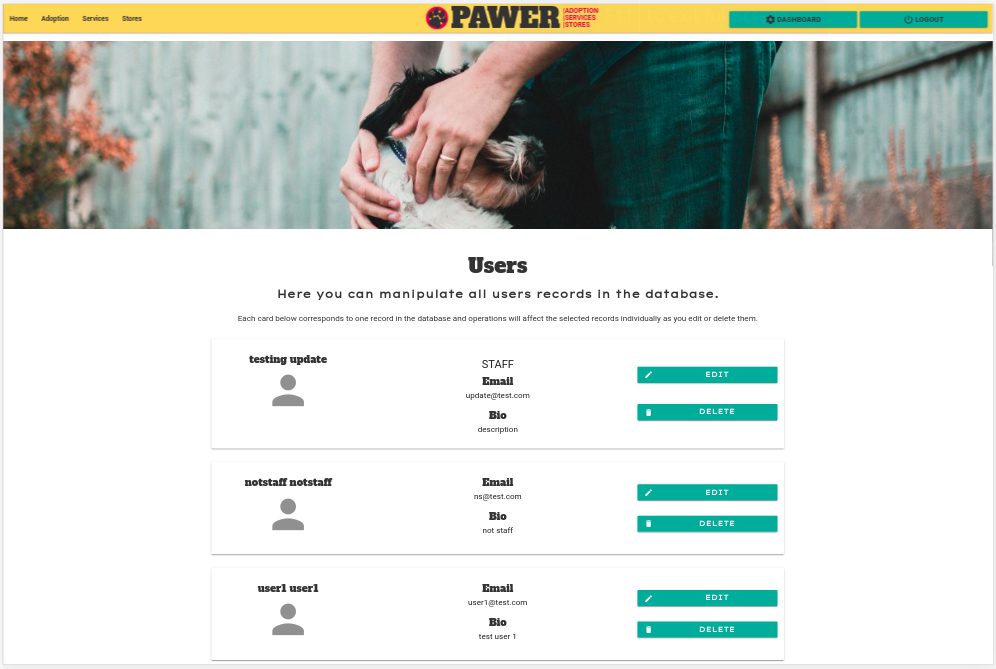 Home Adoption Services Stores
PAWER
|ADOPTION
|SERVICES
|STORES
DASHBOARD
LOGOUT
Users
Here you can manipulate all users records in the database.
Each card below corresponds to one record in the database and operations will affect the selected records individually as you edit or delete them.
testing update
STAFF
Email
update@test.com
Bio
description
EDIT
DELETE
notstaff notstaff
Email
ns@test.com
Bio
not staff
EDIT
DELETE
user1 user1
Email
user1@test.com
Bio
test user 1
EDIT
DELETE